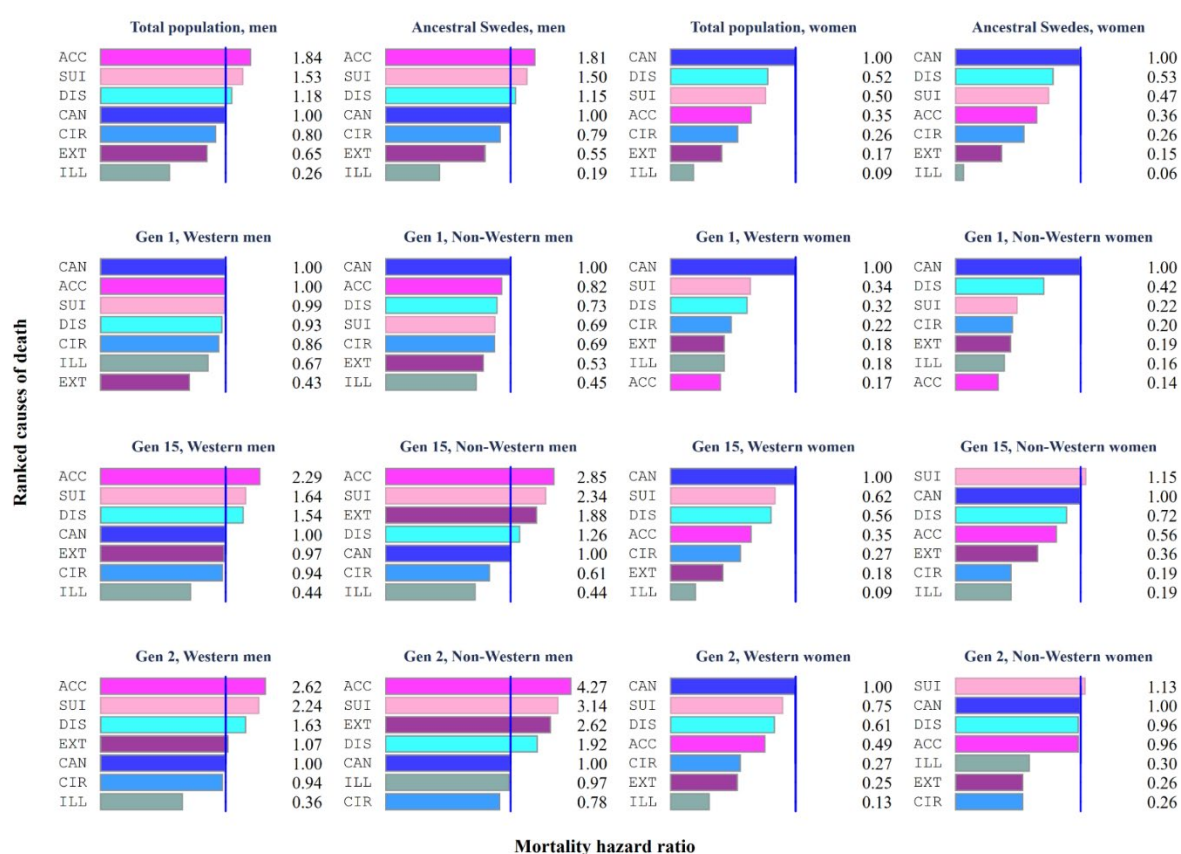 Total population, men
ACC 1.84
SUI 1.53
DIS 1.18
CAN 1.00
CIR 0.80
EXT 0.65
ILL 0.26
Ancestral Swedes, men
ACC 1.81
SUI 1.50
DIS 1.15
CAN 1.00
CIR 0.79
EXT 0.55
ILL 0.19
Total population, women
CAN 1.00
DIS 0.52
SUI 0.50
ACC 0.35
CIR 0.26
EXT 0.17
ILL 0.09
Ancestral Swedes, women
CAN 1.00
DIS 0.53
SUI 0.47
ACC 0.36
CIR 0.26
EXT 0.15
ILL 0.06
Gen 1, Western men
CAN 1.00
ACC 1.00
SUI 0.99
DIS 0.93
CIR 0.86
ILL 0.67
EXT 0.43
Gen 1, Non-Western men
CAN 1.00
ACC 0.82
DIS 0.73
SUI 0.69
CIR 0.69
EXT 0.53
ILL 0.45
Gen 1, Western women
CAN 1.00
SUI 0.34
DIS 0.32
CIR 0.22
EXT 0.18
ILL 0.18
ACC 0.17
Gen 1, Non-Western women
CAN 1.00
DIS 0.42
SUI 0.22
CIR 0.20
EXT 0.19
ILL 0.16
ACC 0.14
Gen 15, Western men
ACC 2.29
SUI 1.64
DIS 1.54
CAN 1.00
EXT 0.97
CIR 0.94
ILL 0.44
Gen 15, Non-Western men
ACC 2.85
SUI 2.34
EXT 1.88
DIS 1.26
CAN 1.00
CIR 0.61
ILL 0.44
Gen 15, Western women
CAN 1.00
SUI 0.62
DIS 0.56
ACC 0.35
CIR 0.27
EXT 0.18
ILL 0.09
Gen 15, Non-Western women
SUI 1.15
CAN 1.00
DIS 0.72
ACC 0.56
EXT 0.36
CIR 0.19
ILL 0.19
Gen 2, Western men
ACC 2.62
SUI 2.24
DIS 1.63
EXT 1.07
CAN 1.00
CIR 0.94
ILL 0.36
Gen 2, Non-Western men
ACC 4.27
SUI 3.14
EXT 2.62
DIS 1.92
CAN 1.00
ILL 0.97
CIR 0.78
Gen 2, Western women
CAN 1.00
SUI 0.75
DIS 0.61
ACC 0.49
CIR 0.27
EXT 0.25
ILL 0.13
Gen 2, Non-Western women
SUI 1.13
CAN 1.00
DIS 0.96
ACC 0.96
ILL 0.30
EXT 0.26
CIR 0.26
Ranked causes of death
Mortality hazard ratio